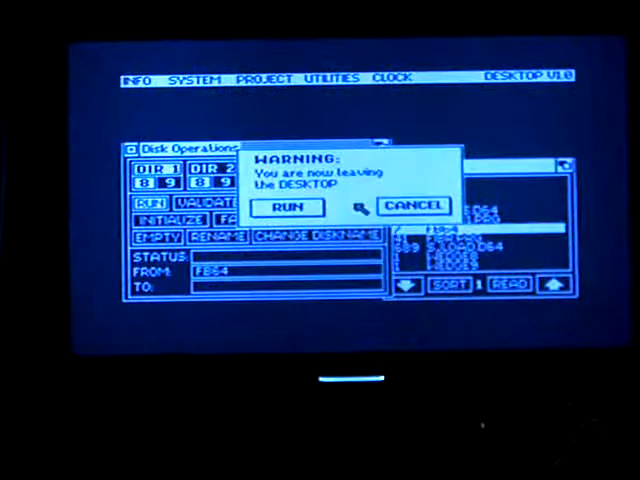 INFO SYSTEM PROJECT UTILITIES CLOCK DESKTOP V1.0
Disk Operations
WARNING:
You are now leaving
the DESKTOP
RUN CANCEL
DIR 1 DIR 2
8 9 8 9
RUN VALIDATE
INITIALIZE
EMPTY RENAME CHANGE DISKNAME
STATUS:
FROM: FB64
TO:
FB64
SORT 1 READ